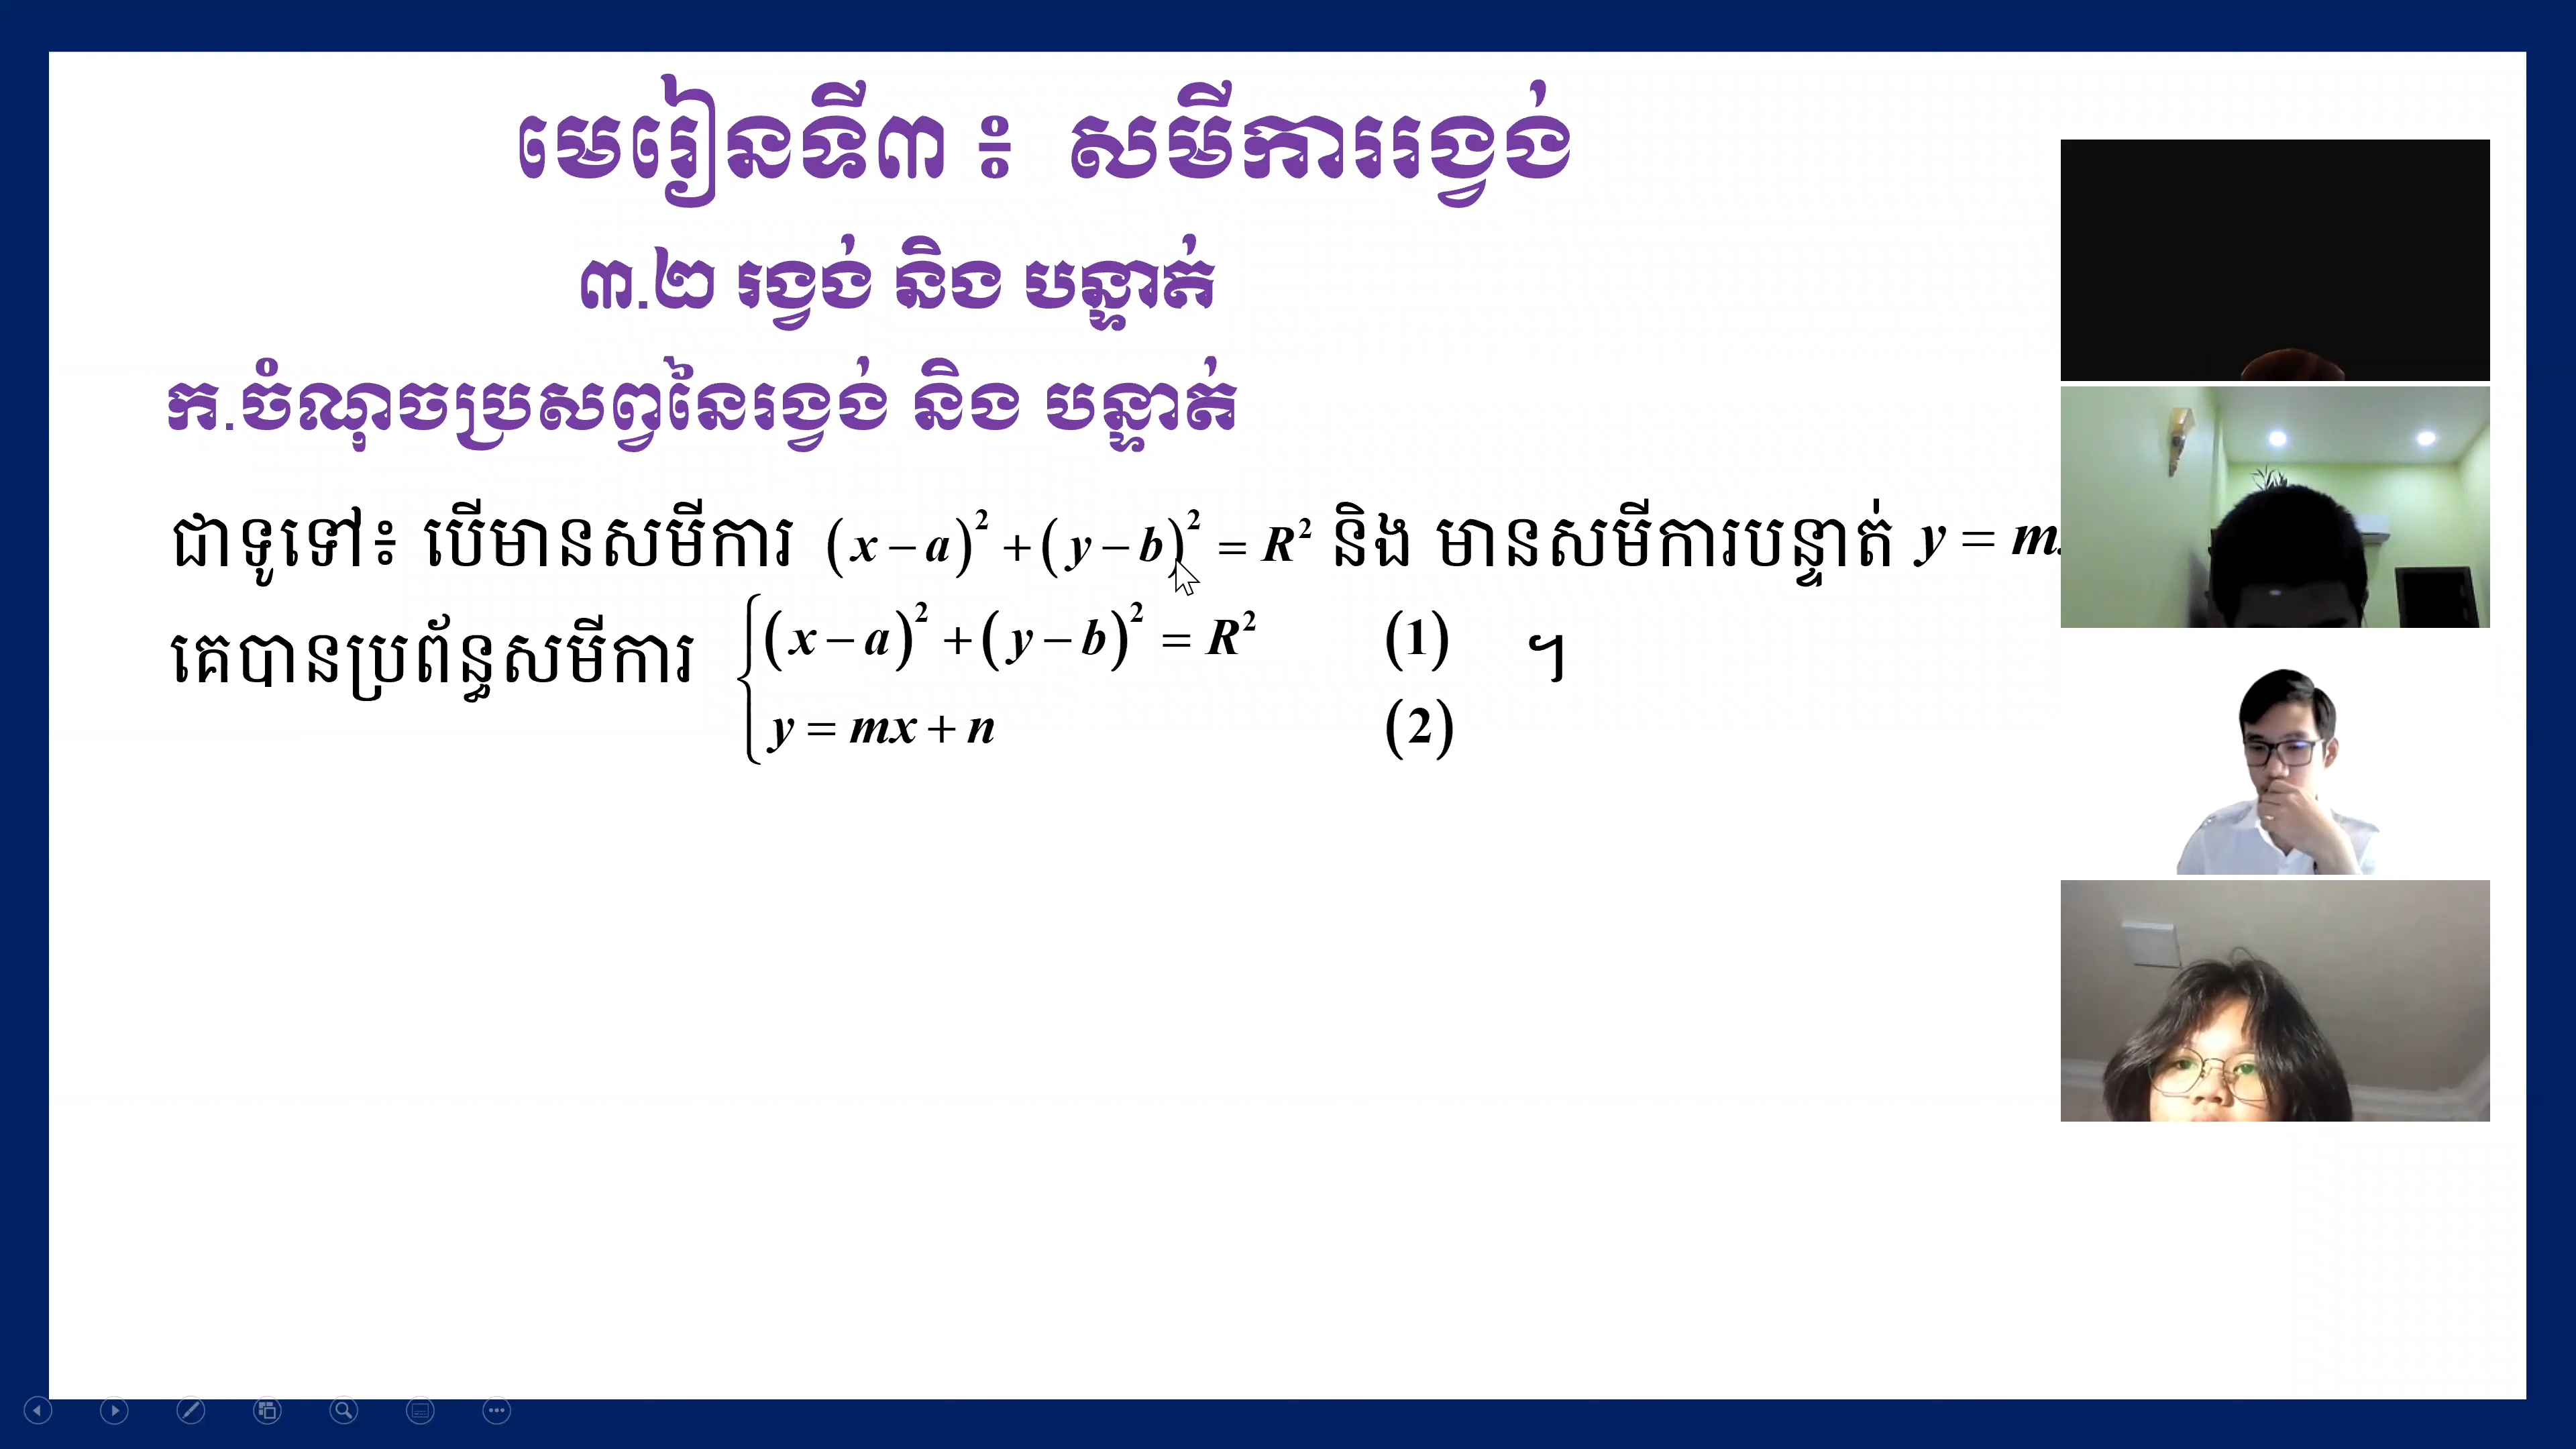 មេរៀនទី៣ ៖ សមីការរង្វង់
៣.២ រង្វង់ និង បន្ទាត់
ក.ចំណុចប្រសព្វនៃរង្វង់ និង បន្ទាត់
ជាទូទៅ៖ បើមានសមីការ (x − a)² + (y − b)² = R² និង មានសមីការបន្ទាត់ y = m
គេបានប្រព័ន្ធសមីការ { (x − a)² + (y − b)² = R² (1) ។
y = mx + n (2)